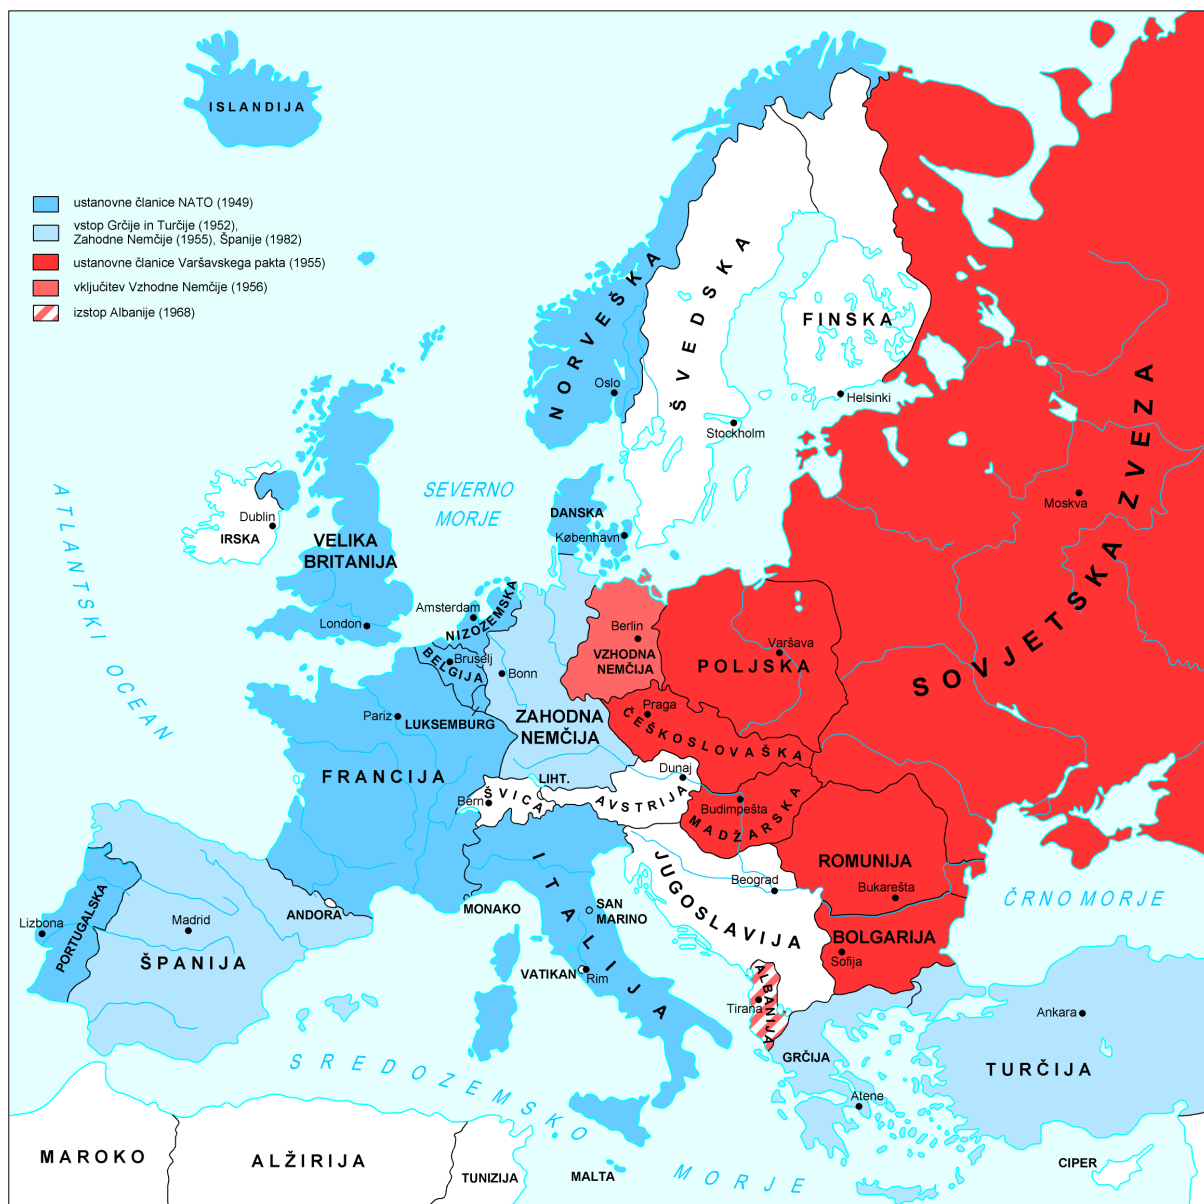 ISLANDIJA
ustanovne članice NATO (1949)
vstop Grčije in Turčije (1952),
Zahodne Nemčije (1955), Španije (1982)
ustanovne članice Varšavskega pakta (1955)
vključitev Vzhodne Nemčije (1956)
izstop Albanije (1968)
NORVEŠKA
Oslo
ŠVEDSKA
Stockholm
FINSKA
Helsinki
SOVJETSKA ZVEZA
Moskva
ATLANTSKI OCEAN
SEVERNO
MORJE
DANSKA
København
Dublin
IRSKA
VELIKA
BRITANIJA
London
Amsterdam
NIZOZEMSKA
Bruselj
BELGIJA
Bonn
Berlin
VZHODNA
NEMČIJA
Varšava
POLJSKA
Pariz
LUKSEMBURG
ZAHODNA
NEMČIJA
Praga
ČEŠKOSLOVAŠKA
FRANCIJA
LIHT.
Dunaj
Bern
ŠVICA
AVSTRIJA
Budimpešta
MADŽARSKA
ROMUNIJA
Bukarešta
JUGOSLAVIJA
Beograd
ITALIJA
MONAKO
SAN
MARINO
ANDORA
ČRNO MORJE
PORTUGALSKA
Lizbona
Madrid
ŠPANIJA
VATIKAN
Rim
BOLGARIJA
Sofija
ALBANIJA
Tirana
Ankara
TURČIJA
GRČIJA
Atene
SREDOZEMSKO
MORJE
MAROKO
ALŽIRIJA
TUNIZIJA
MALTA
CIPER